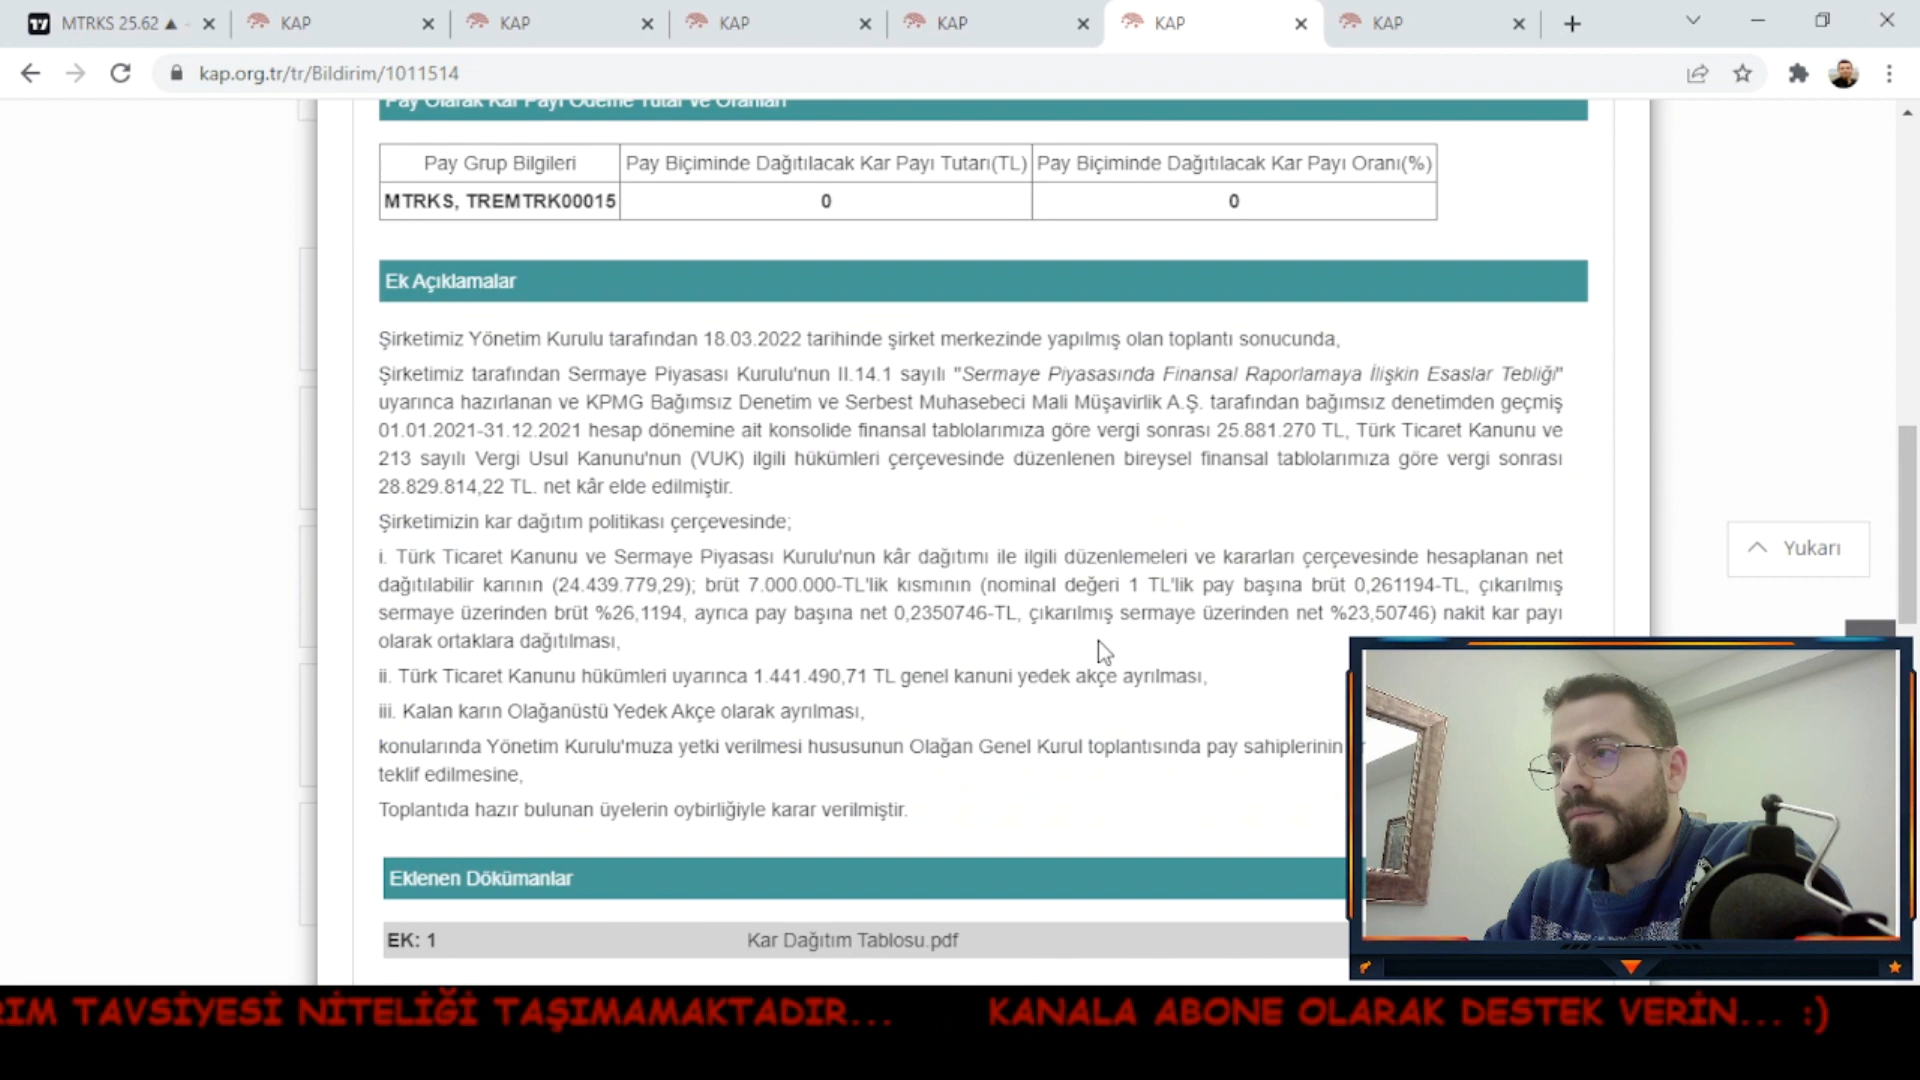 MTRKS 25.62 ▲
KAP
KAP
KAP
KAP
KAP
KAP
kap.org.tr/tr/Bildirim/1011514
Pay Olarak Kar Payı Ödeme Tutar ve Oranları
Pay Grup Bilgileri Pay Biçiminde Dağıtılacak Kar Payı Tutarı(TL) Pay Biçiminde Dağıtılacak Kar Payı Oranı(%)
MTRKS, TREMTRK00015 0 0
Ek Açıklamalar
Şirketimiz Yönetim Kurulu tarafından 18.03.2022 tarihinde şirket merkezinde yapılmış olan toplantı sonucunda,
Şirketimiz tarafından Sermaye Piyasası Kurulu'nun II.14.1 sayılı "Sermaye Piyasasında Finansal Raporlamaya İlişkin Esaslar Tebliği"
uyarınca hazırlanan ve KPMG Bağımsız Denetim ve Serbest Muhasebeci Mali Müşavirlik A.Ş. tarafından bağımsız denetimden geçmiş
01.01.2021-31.12.2021 hesap dönemine ait konsolide finansal tablolarımıza göre vergi sonrası 25.881.270 TL, Türk Ticaret Kanunu ve
213 sayılı Vergi Usul Kanunu'nun (VUK) ilgili hükümleri çerçevesinde düzenlenen bireysel finansal tablolarımıza göre vergi sonrası
28.829.814,22 TL. net kâr elde edilmiştir.
Şirketimizin kar dağıtım politikası çerçevesinde;
i. Türk Ticaret Kanunu ve Sermaye Piyasası Kurulu'nun kâr dağıtımı ile ilgili düzenlemeleri ve kararları çerçevesinde hesaplanan net
dağıtılabilir karının (24.439.779,29); brüt 7.000.000-TL'lik kısmının (nominal değeri 1 TL'lik pay başına brüt 0,261194-TL, çıkarılmış
sermaye üzerinden brüt %26,1194, ayrıca pay başına net 0,2350746-TL, çıkarılmış sermaye üzerinden net %23,50746) nakit kar payı
olarak ortaklara dağıtılması,
ii. Türk Ticaret Kanunu hükümleri uyarınca 1.441.490,71 TL genel kanuni yedek akçe ayrılması,
iii. Kalan karın Olağanüstü Yedek Akçe olarak ayrılması,
konularında Yönetim Kurulu'muza yetki verilmesi hususunun Olağan Genel Kurul toplantısında pay sahiplerinin
teklif edilmesine,
Toplantıda hazır bulunan üyelerin oybirliğiyle karar verilmiştir.
Yukarı
Eklenen Dökümanlar
EK: 1 Kar Dağıtım Tablosu.pdf
RIM TAVSİYESİ NİTELİĞİ TAŞIMAMAKTADIR... KANALA ABONE OLARAK DESTEK VERİN... :)